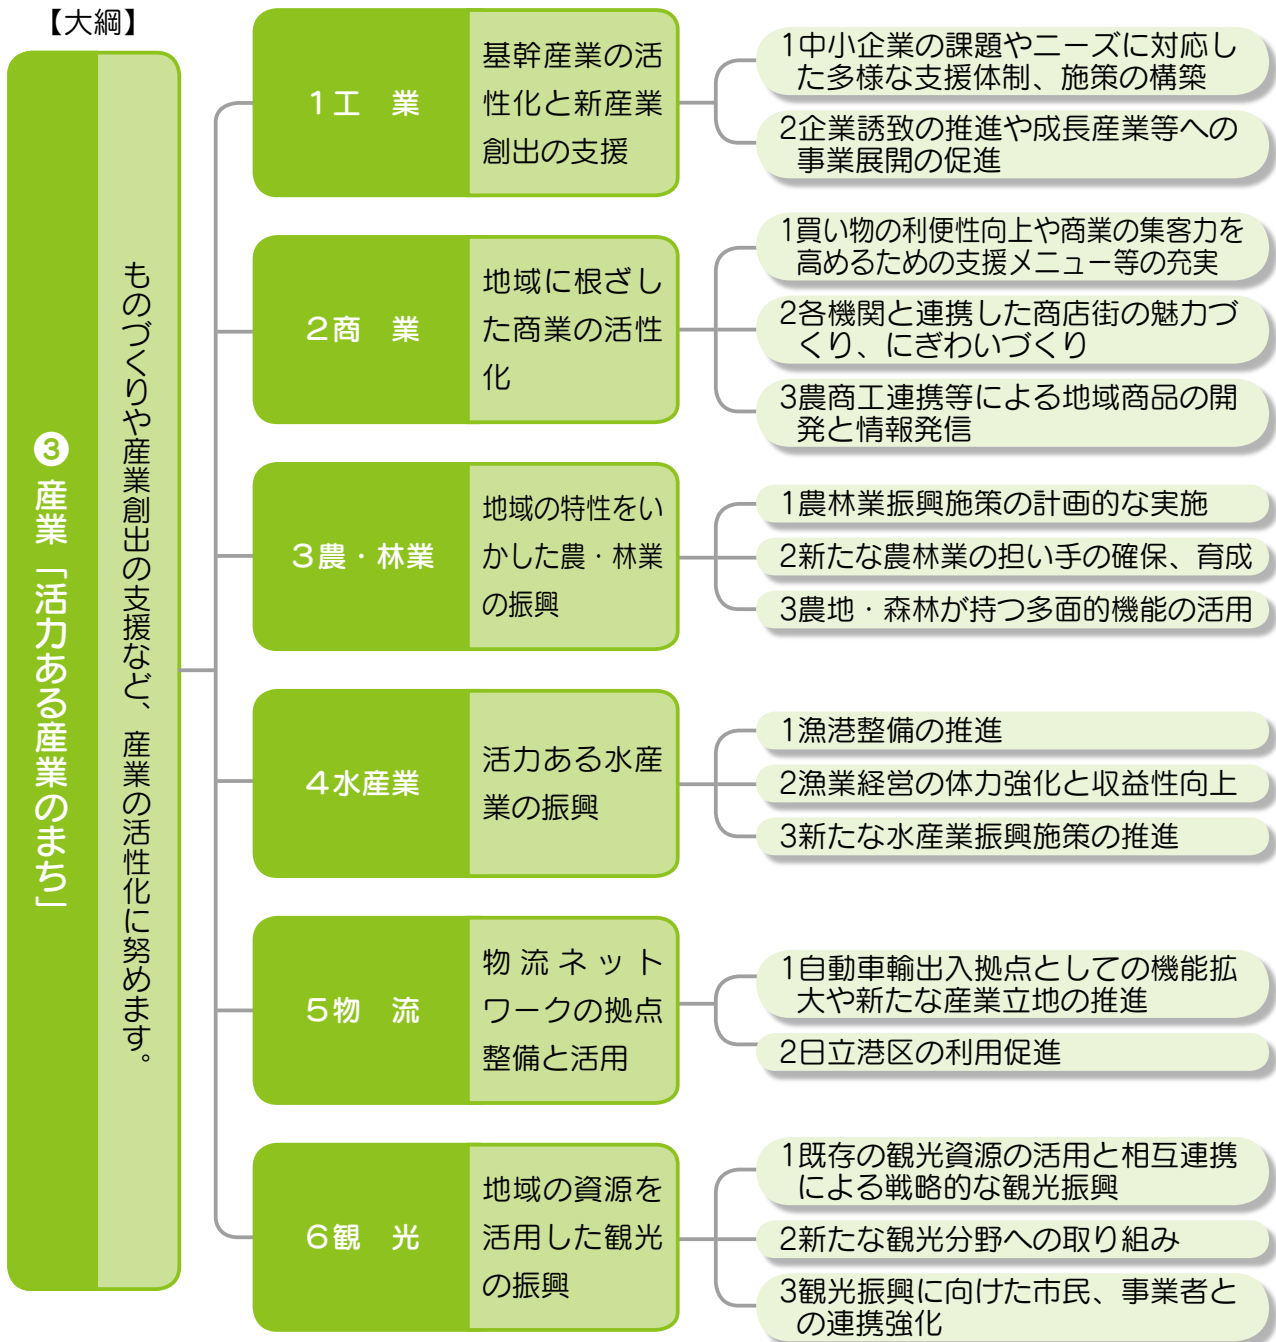 【大綱】
❸ 産業「活力ある産業のまち」
ものづくりや産業創出の支援など、産業の活性化に努めます。
1工　業
基幹産業の活
性化と新産業
創出の支援
1中小企業の課題やニーズに対応し
た多様な支援体制、施策の構築
2企業誘致の推進や成長産業等への
事業展開の促進
2商　業
地域に根ざし
た商業の活性
化
1買い物の利便性向上や商業の集客力を
高めるための支援メニュー等の充実
2各機関と連携した商店街の魅力づ
くり、にぎわいづくり
3農商工連携等による地域商品の開
発と情報発信
3農・林業
地域の特性をい
かした農・林業
の振興
1農林業振興施策の計画的な実施
2新たな農林業の担い手の確保、育成
3農地・森林が持つ多面的機能の活用
4水産業
活力ある水産
業の振興
1漁港整備の推進
2漁業経営の体力強化と収益性向上
3新たな水産業振興施策の推進
5物　流
物流ネット
ワークの拠点
整備と活用
1自動車輸出入拠点としての機能拡
大や新たな産業立地の推進
2日立港区の利用促進
6観　光
地域の資源を
活用した観光
の振興
1既存の観光資源の活用と相互連携
による戦略的な観光振興
2新たな観光分野への取り組み
3観光振興に向けた市民、事業者と
の連携強化